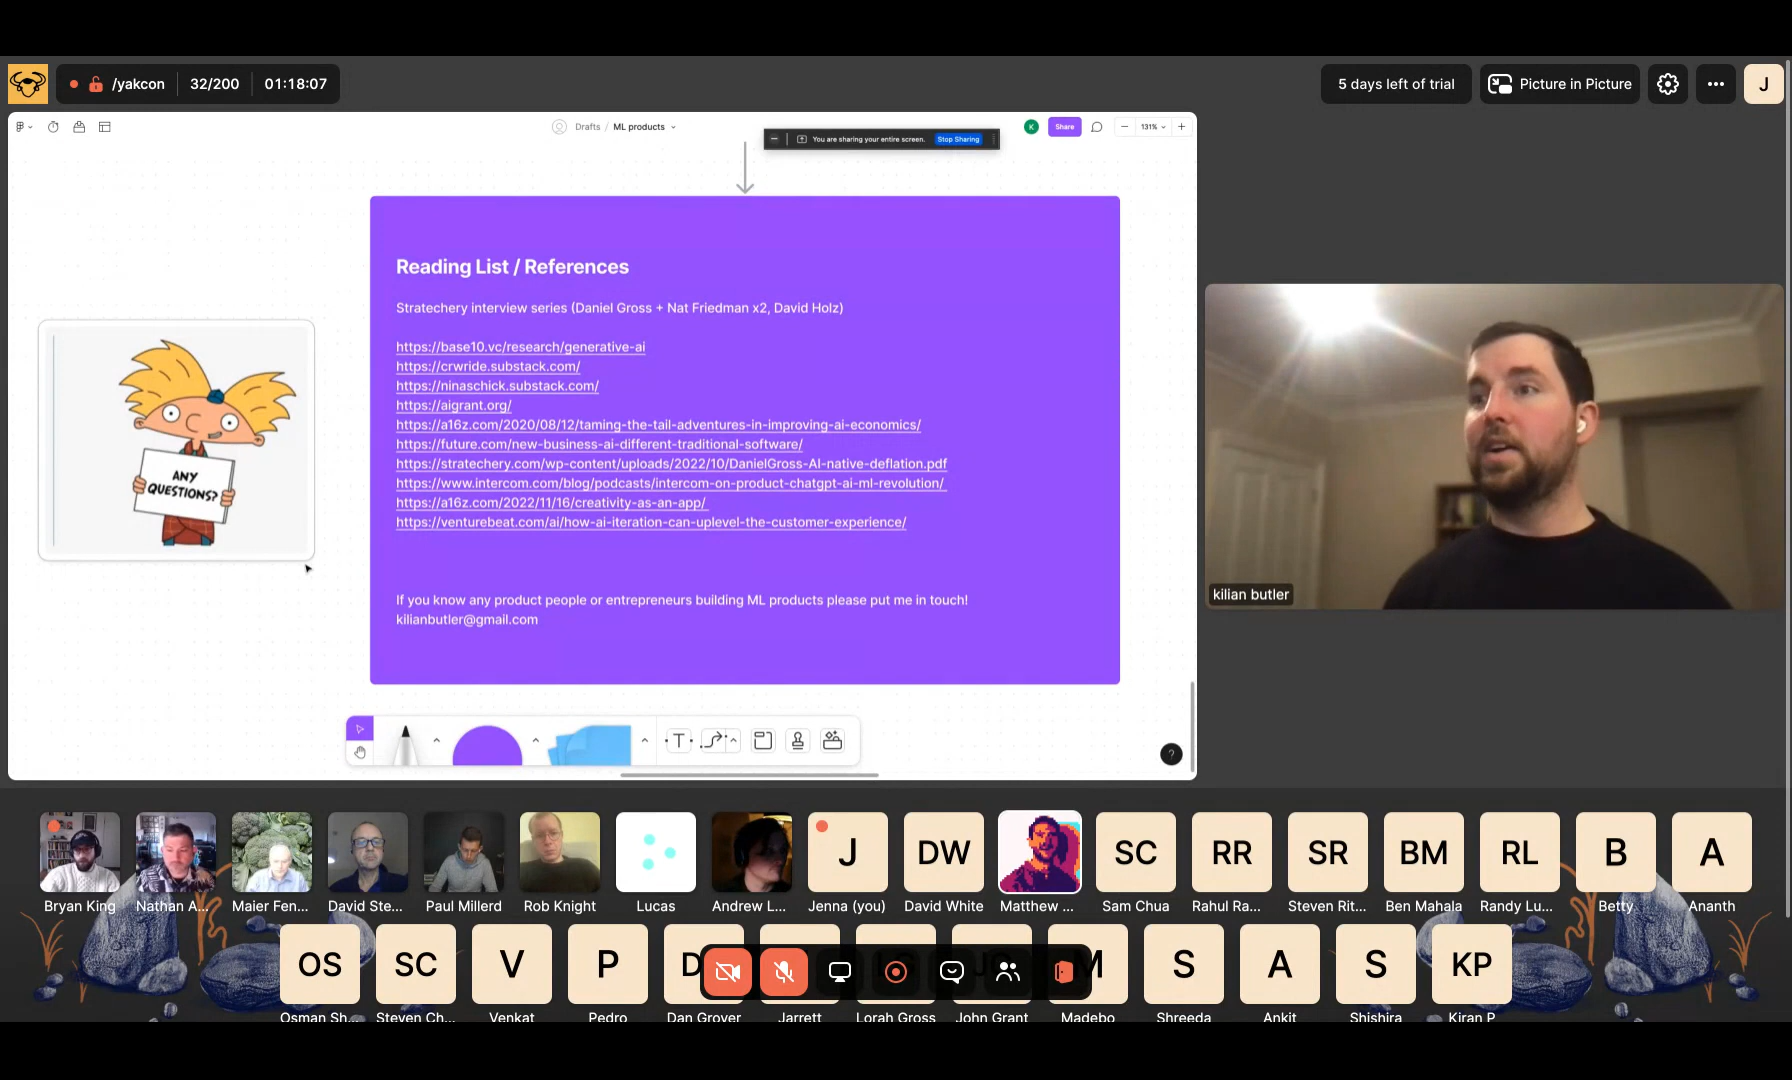 /yakcon
32/200
01:18:07
5 days left of trial
Picture in Picture
J
Drafts / ML products
You are sharing your entire screen.
Stop Sharing
K
Share
131%
Reading List / References
Stratechery interview series (Daniel Gross + Nat Friedman x2, David Holz)
https://base10.vc/research/generative-ai
https://crwride.substack.com/
https://ninaschick.substack.com/
https://aigrant.org/
https://a16z.com/2020/08/12/taming-the-tail-adventures-in-improving-ai-economics/
https://future.com/new-business-ai-different-traditional-software/
https://stratechery.com/wp-content/uploads/2022/10/DanielGross-AI-native-deflation.pdf
https://www.intercom.com/blog/podcasts/intercom-on-product-chatgpt-ai-ml-revolution/
https://a16z.com/2022/11/16/creativity-as-an-app/
https://venturebeat.com/ai/how-ai-iteration-can-uplevel-the-customer-experience/
If you know any product people or entrepreneurs building ML products please put me in touch!
kilianbutler@gmail.com
ANY
QUESTIONS?
T
?
kilian butler
J DW SC RR SR BM RL B A
Bryan King Nathan A... Maier Fen... David Ste... Paul Millerd Rob Knight Lucas Andrew L... Jenna (you) David White Matthew ... Sam Chua Rahul Ra... Steven Rit... Ben Mahala Randy Lu... Betty Ananth
OS SC V P D M S A S KP
Osman Sh... Steven Ch... Venkat Pedro Dan Grover Jarrett Lorah Gross John Grant Madebo Shreeda Ankit Shishira Kiran P